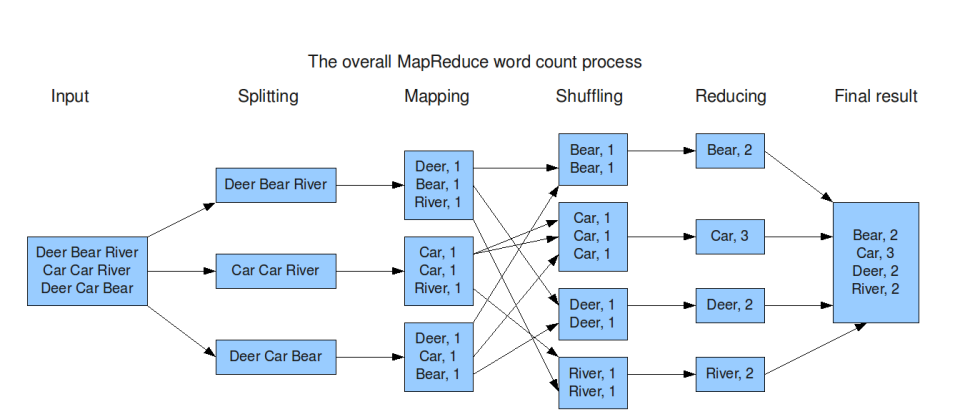 The overall MapReduce word count process
Input
Splitting
Mapping
Shuffling
Reducing
Final result
Deer Bear River
Car Car River
Deer Car Bear
Deer Bear River
Car Car River
Deer Car Bear
Deer, 1
Bear, 1
River, 1
Car, 1
Car, 1
River, 1
Deer, 1
Car, 1
Bear, 1
Bear, 1
Bear, 1
Car, 1
Car, 1
Car, 1
Deer, 1
Deer, 1
River, 1
River, 1
Bear, 2
Car, 3
Deer, 2
River, 2
Bear, 2
Car, 3
Deer, 2
River, 2